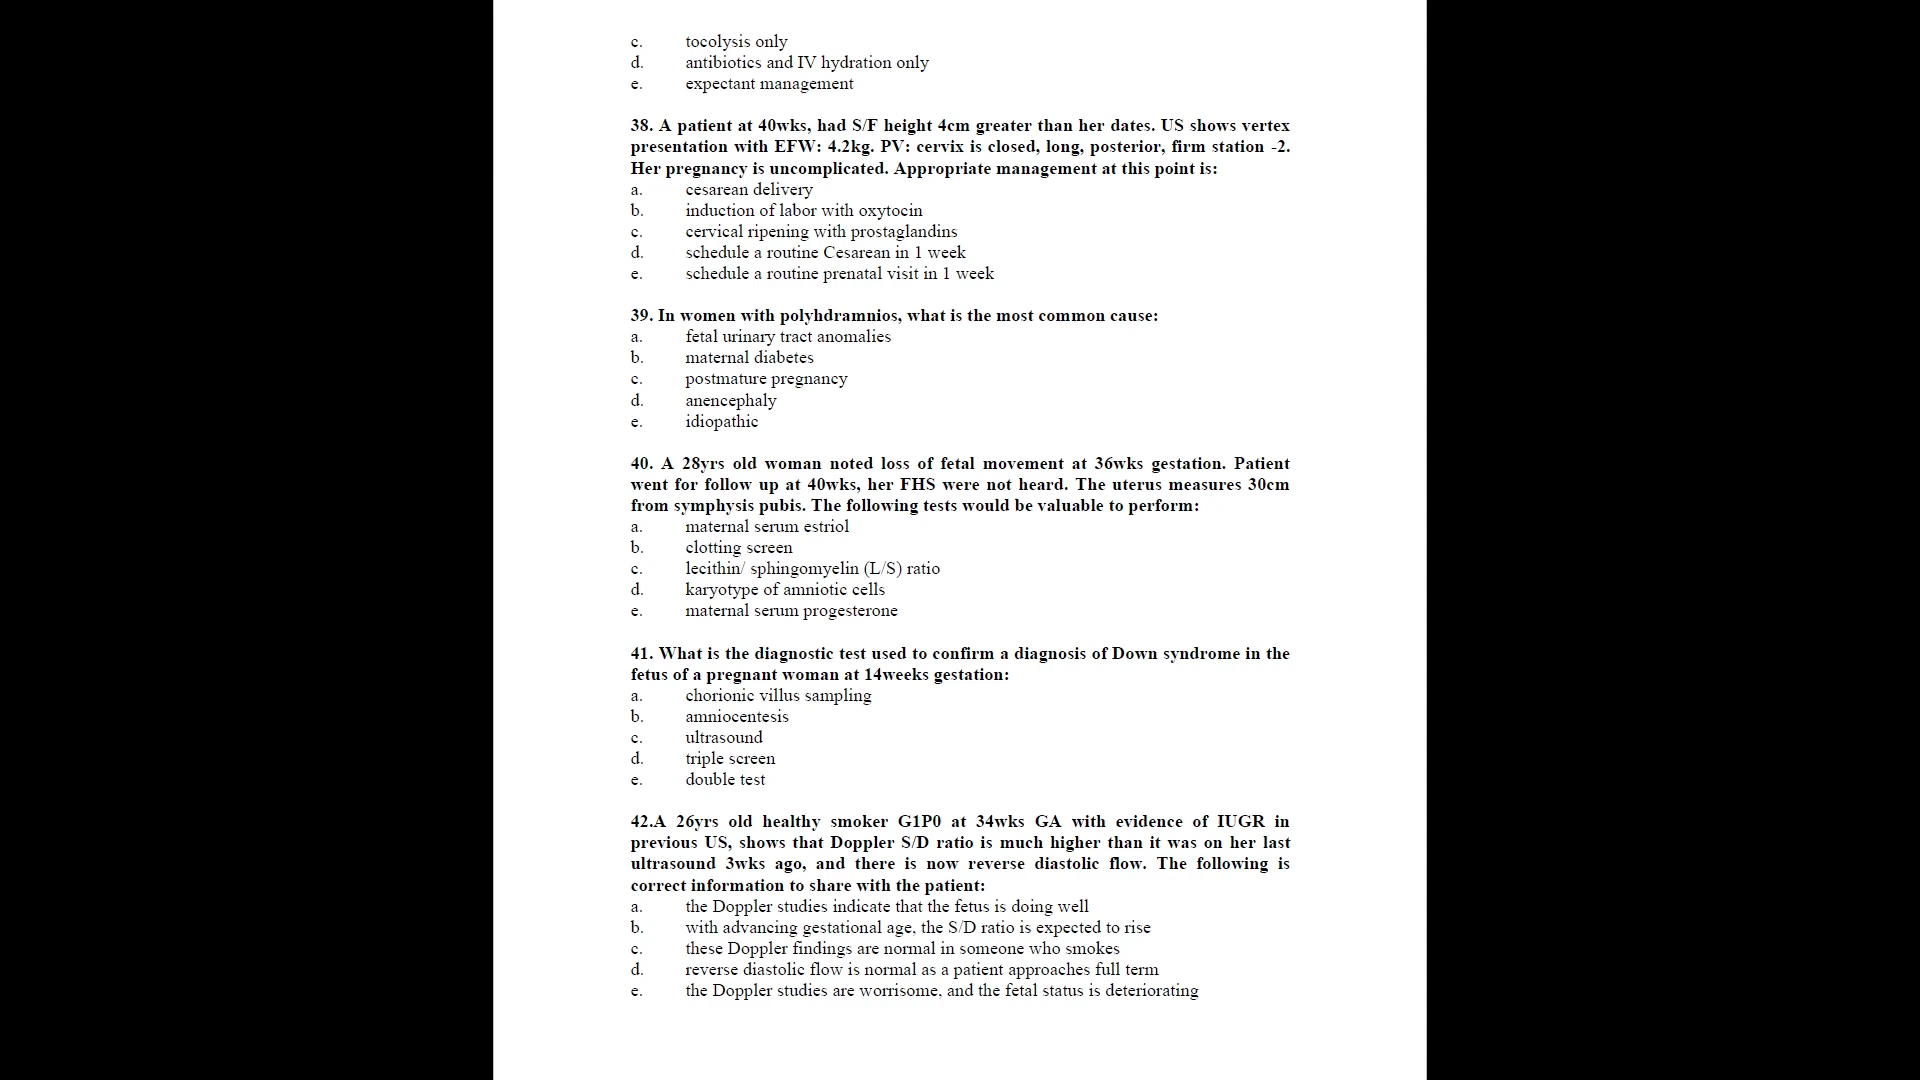 c. tocolysis only
d. antibiotics and IV hydration only
e. expectant management
38. A patient at 40wks, had S/F height 4cm greater than her dates. US shows vertex
presentation with EFW: 4.2kg. PV: cervix is closed, long, posterior, firm station -2.
Her pregnancy is uncomplicated. Appropriate management at this point is:
a. cesarean delivery
b. induction of labor with oxytocin
c. cervical ripening with prostaglandins
d. schedule a routine Cesarean in 1 week
e. schedule a routine prenatal visit in 1 week
39. In women with polyhdramnios, what is the most common cause:
a. fetal urinary tract anomalies
b. maternal diabetes
c. postmature pregnancy
d. anencephaly
e. idiopathic
40. A 28yrs old woman noted loss of fetal movement at 36wks gestation. Patient
went for follow up at 40wks, her FHS were not heard. The uterus measures 30cm
from symphysis pubis. The following tests would be valuable to perform:
a. maternal serum estriol
b. clotting screen
c. lecithin/ sphingomyelin (L/S) ratio
d. karyotype of amniotic cells
e. maternal serum progesterone
41. What is the diagnostic test used to confirm a diagnosis of Down syndrome in the
fetus of a pregnant woman at 14weeks gestation:
a. chorionic villus sampling
b. amniocentesis
c. ultrasound
d. triple screen
e. double test
42.A 26yrs old healthy smoker G1P0 at 34wks GA with evidence of IUGR in
previous US, shows that Doppler S/D ratio is much higher than it was on her last
ultrasound 3wks ago, and there is now reverse diastolic flow. The following is
correct information to share with the patient:
a. the Doppler studies indicate that the fetus is doing well
b. with advancing gestational age, the S/D ratio is expected to rise
c. these Doppler findings are normal in someone who smokes
d. reverse diastolic flow is normal as a patient approaches full term
e. the Doppler studies are worrisome, and the fetal status is deteriorating